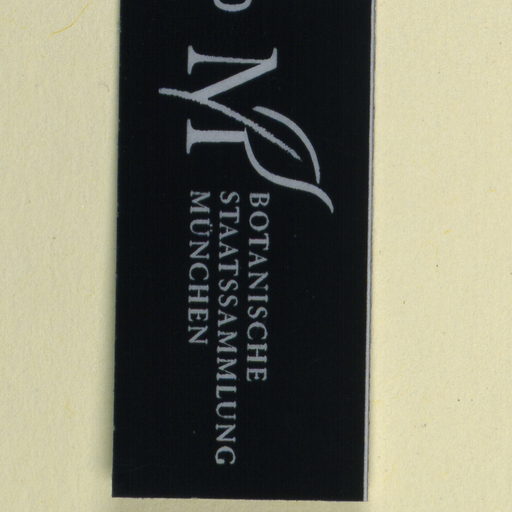 M
BOTANISCHE
STAATSSAMMLUNG
MÜNCHEN